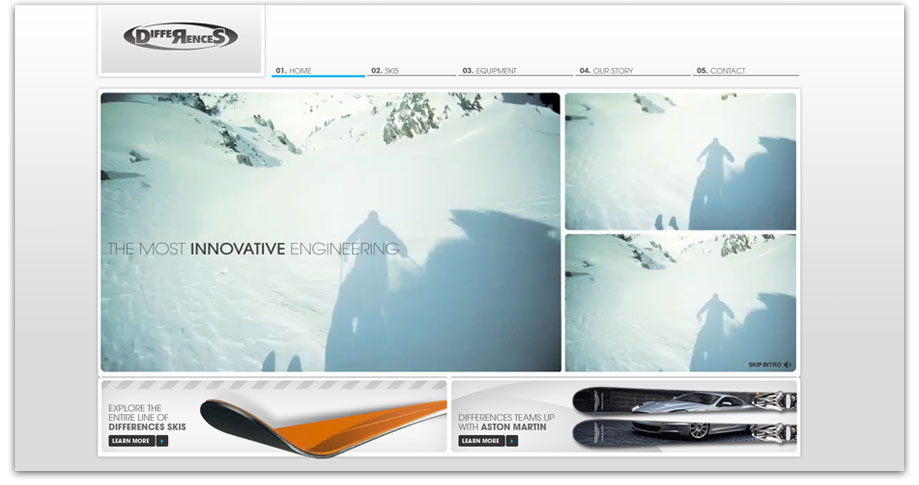 DIFFERENCES
01. HOME
02. SKIS
03. EQUIPMENT
04. OUR STORY
05. CONTACT
THE MOST INNOVATIVE ENGINEERING
SKIP INTRO
EXPLORE THE
ENTIRE LINE OF
DIFFERENCES SKIS
LEARN MORE
DIFFERENCES TEAMS UP
WITH ASTON MARTIN
LEARN MORE